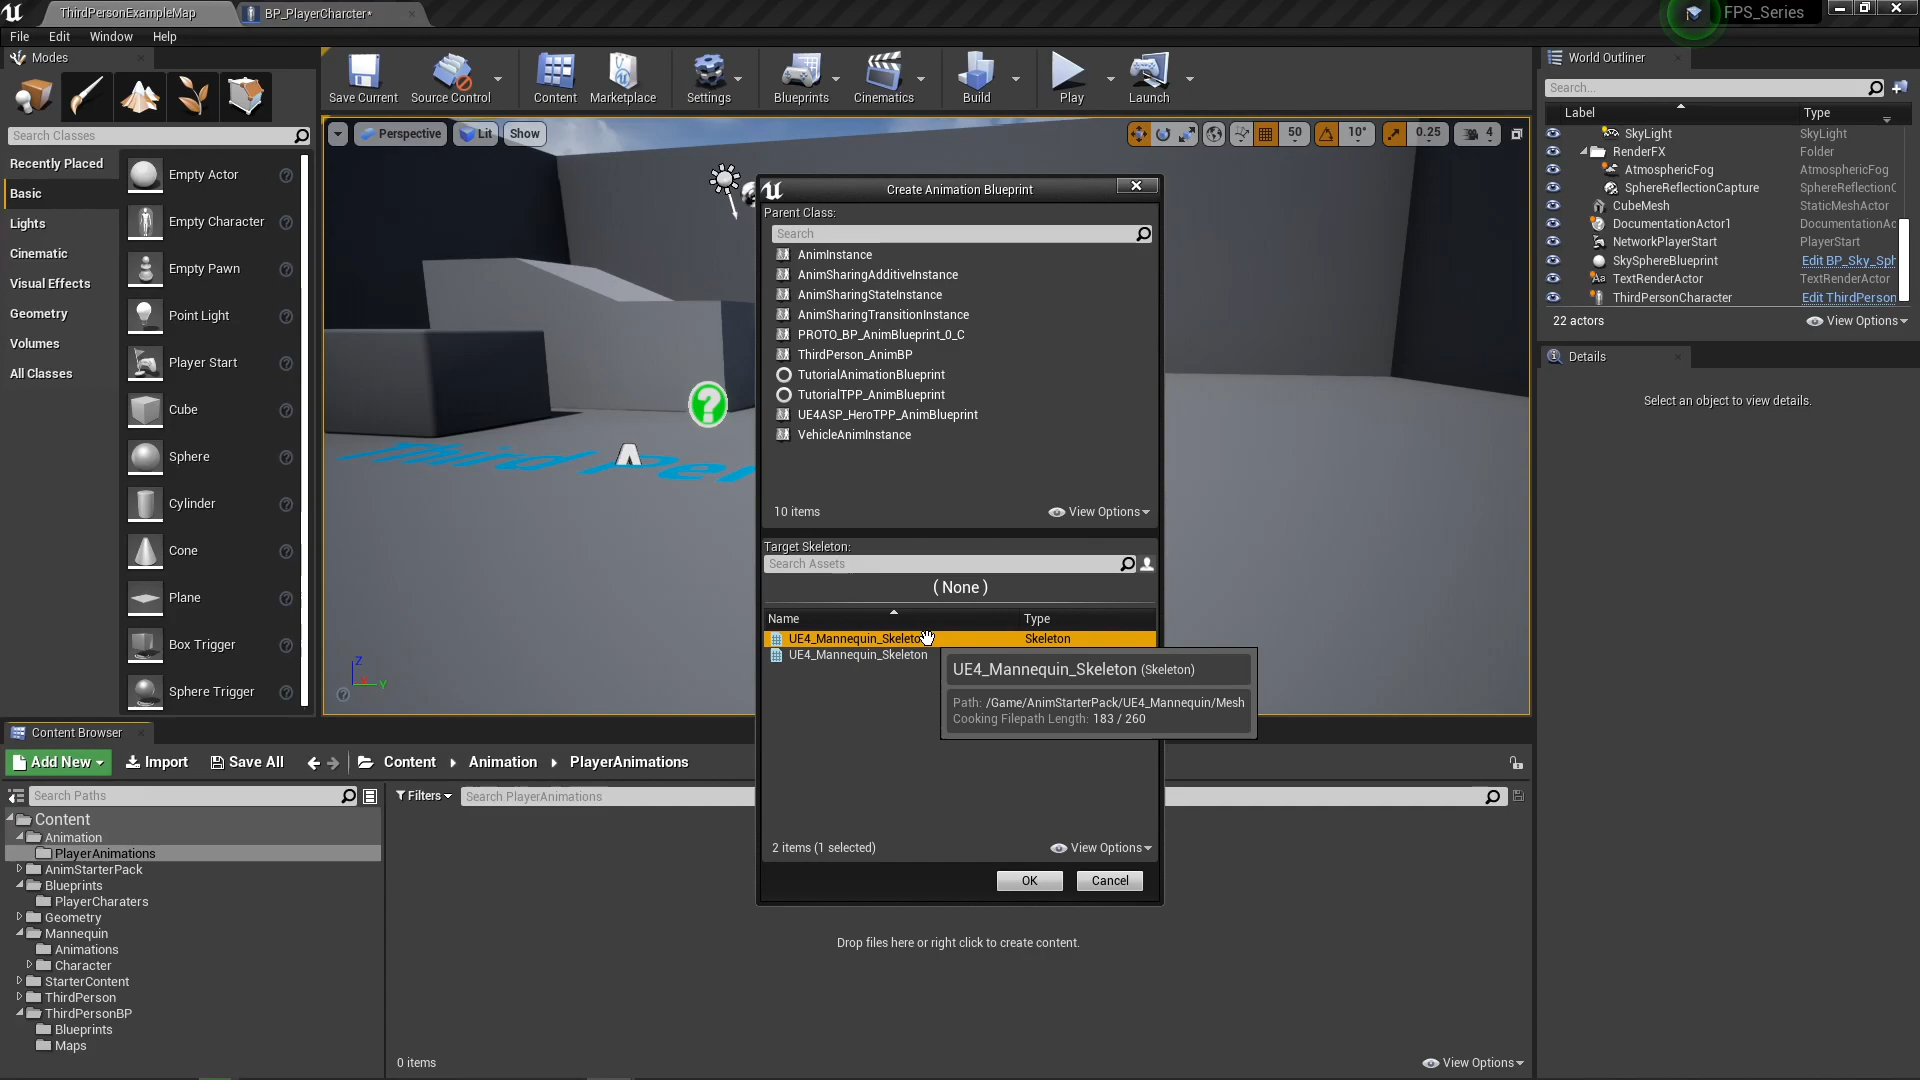 ThirdPersonExampleMap
BP_PlayerCharcter*
FPS_Series
File Edit Window Help
Modes
Search Classes
Recently Placed
Basic
Lights
Cinematic
Visual Effects
Geometry
Volumes
All Classes
Empty Actor
Empty Character
Empty Pawn
Point Light
Player Start
Cube
Sphere
Cylinder
Cone
Plane
Box Trigger
Sphere Trigger
Save Current
Source Control
Content
Marketplace
Settings
Blueprints
Cinematics
Build
Play
Launch
Perspective
Lit
Show
50
10°
0.25
4
Third Per
Z
Y
Create Animation Blueprint
Parent Class:
Search
AnimInstance
AnimSharingAdditiveInstance
AnimSharingStateInstance
AnimSharingTransitionInstance
PROTO_BP_AnimBlueprint_0_C
ThirdPerson_AnimBP
TutorialAnimationBlueprint
TutorialTPP_AnimBlueprint
UE4ASP_HeroTPP_AnimBlueprint
VehicleAnimInstance
10 items
View Options
Target Skeleton:
Search Assets
( None )
Name Type
UE4_Mannequin_Skeleto Skeleton
UE4_Mannequin_Skeleton
UE4_Mannequin_Skeleton (Skeleton)
Path: /Game/AnimStarterPack/UE4_Mannequin/Mesh
Cooking Filepath Length: 183 / 260
2 items (1 selected)
View Options
OK
Cancel
World Outliner
Search...
Label Type
SkyLight SkyLight
RenderFX Folder
AtmosphericFog AtmosphericFog
SphereReflectionCapture SphereReflectionC
CubeMesh StaticMeshActor
DocumentationActor1 DocumentationAc
NetworkPlayerStart PlayerStart
SkySphereBlueprint Edit BP_Sky_Sph
TextRenderActor TextRenderActor
ThirdPersonCharacter Edit ThirdPerson
22 actors
View Options
Details
Select an object to view details.
Content Browser
Add New
Import
Save All
Content
Animation
PlayerAnimations
Search Paths
Filters
Search PlayerAnimations
Content
Animation
PlayerAnimations
AnimStarterPack
Blueprints
PlayerCharaters
Geometry
Mannequin
Animations
Character
StarterContent
ThirdPerson
ThirdPersonBP
Blueprints
Maps
Drop files here or right click to create content.
0 items
View Options